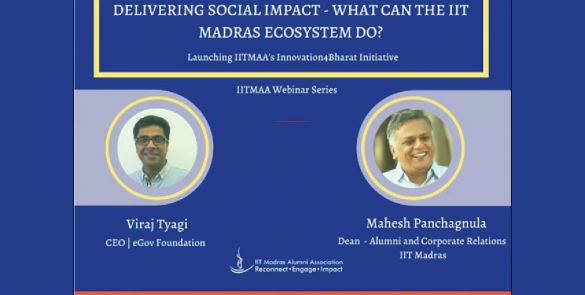 DELIVERING SOCIAL IMPACT - WHAT CAN THE IIT
MADRAS ECOSYSTEM DO?
Launching IITMAA's Innovation4Bharat Initiative
IITMAA Webinar Series
Viraj Tyagi
CEO | eGov Foundation
Mahesh Panchagnula
Dean - Alumni and Corporate Relations
IIT Madras
IIT Madras Alumni Association
Reconnect•Engage•Impact